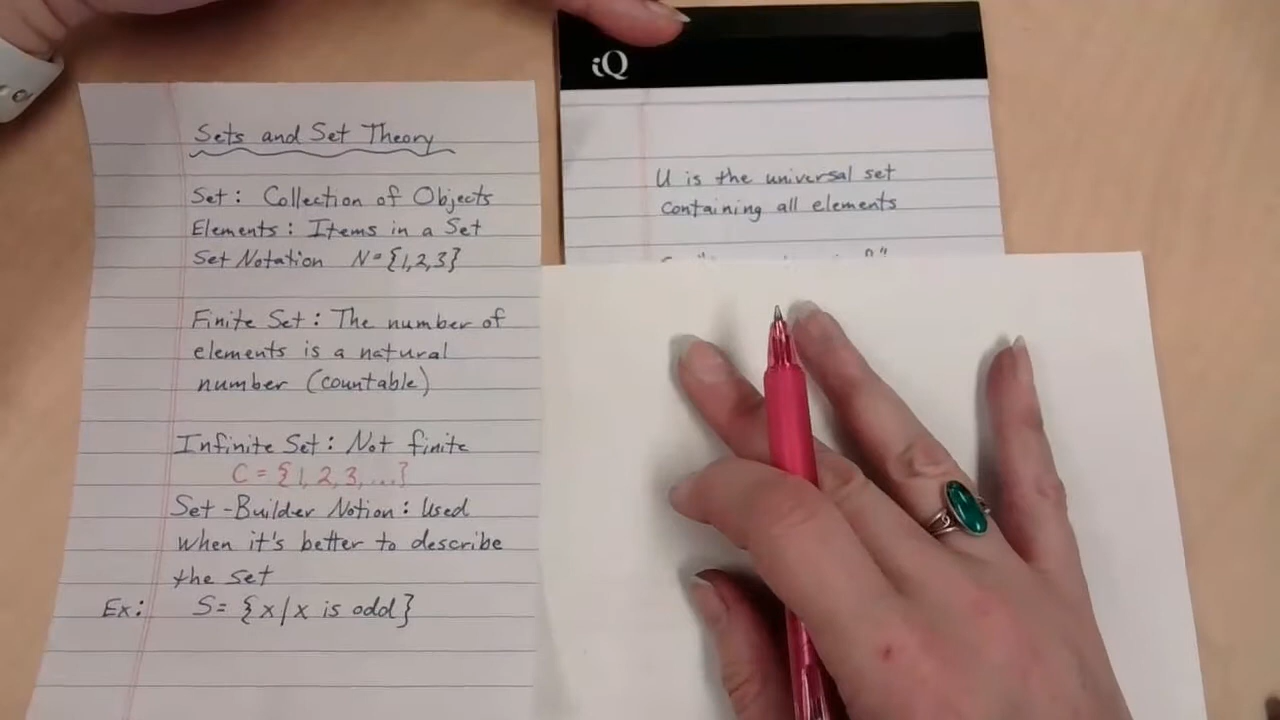 Sets and Set Theory
Set: Collection of Objects
Elements: Items in a Set
Set Notation N={1,2,3}
Finite Set: The number of
elements is a natural
number (countable)
Infinite Set: Not finite
C={1,2,3,...}
Set-Builder Notion: Used
when it's better to describe
the set
Ex: S={x/x is odd}
iQ
U is the universal set
containing all elements